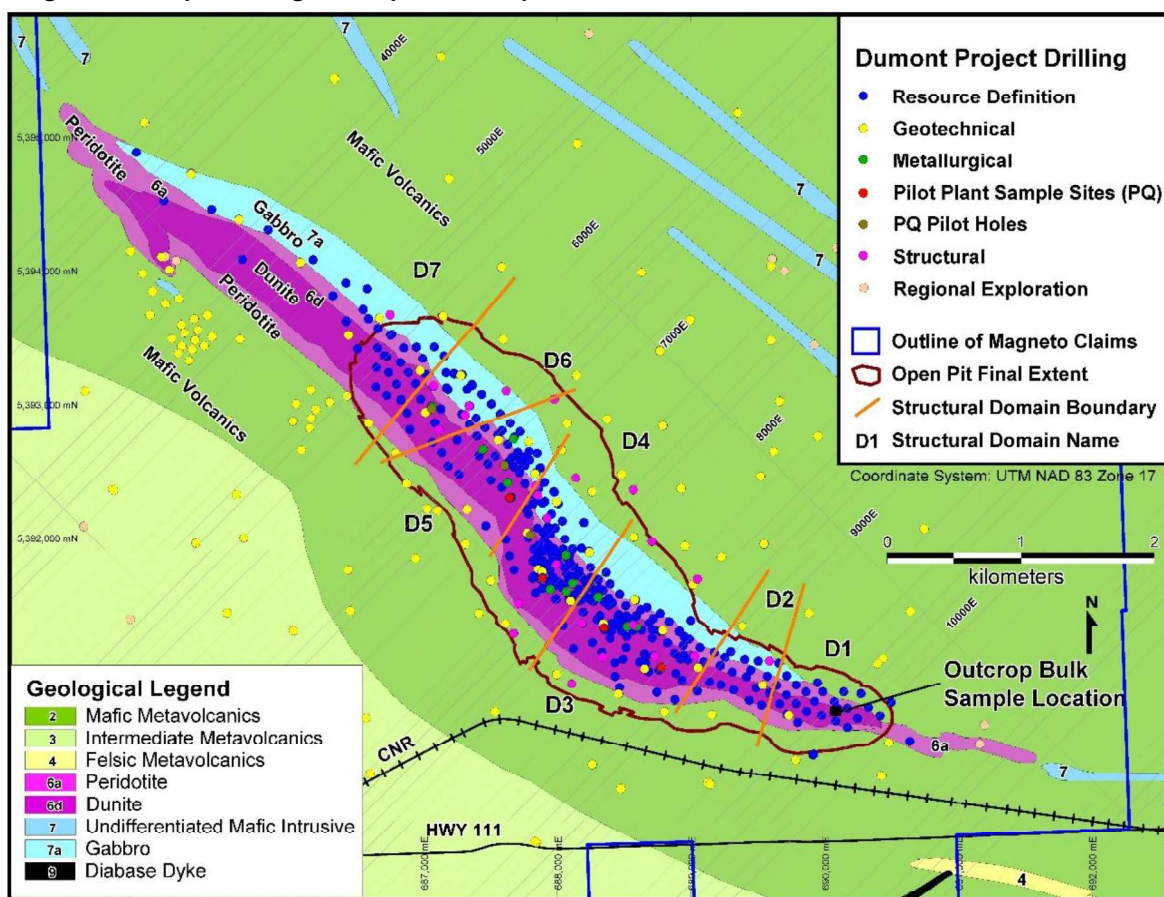 Dumont Project Drilling
Resource Definition
Geotechnical
Metallurgical
Pilot Plant Sample Sites (PQ)
PQ Pilot Holes
Structural
Regional Exploration
Outline of Magneto Claims
Open Pit Final Extent
Structural Domain Boundary
D1 Structural Domain Name
Coordinate System: UTM NAD 83 Zone 17
0 1 2
kilometers
N
7
7
7
7
7
7
4000E
5000E
6000E
7000E
8000E
9000E
10000E
5,394,000 mN
5,393,000 mN
5,392,000 mN
Mafic Volcanics
Peridotite
6a
Gabbro 7a
Dunite 6d
Peridotite
Mafic Volcanics
D7
D6
D4
D5
D2
D1
D3
Outcrop Bulk
Sample Location
6a
7
CNR
HWY 111
687,000 mE
688,000 mE
690,000 mE
692,000 mE
4
Geological Legend
2 Mafic Metavolcanics
3 Intermediate Metavolcanics
4 Felsic Metavolcanics
6a Peridotite
6d Dunite
7 Undifferentiated Mafic Intrusive
7a Gabbro
9 Diabase Dyke